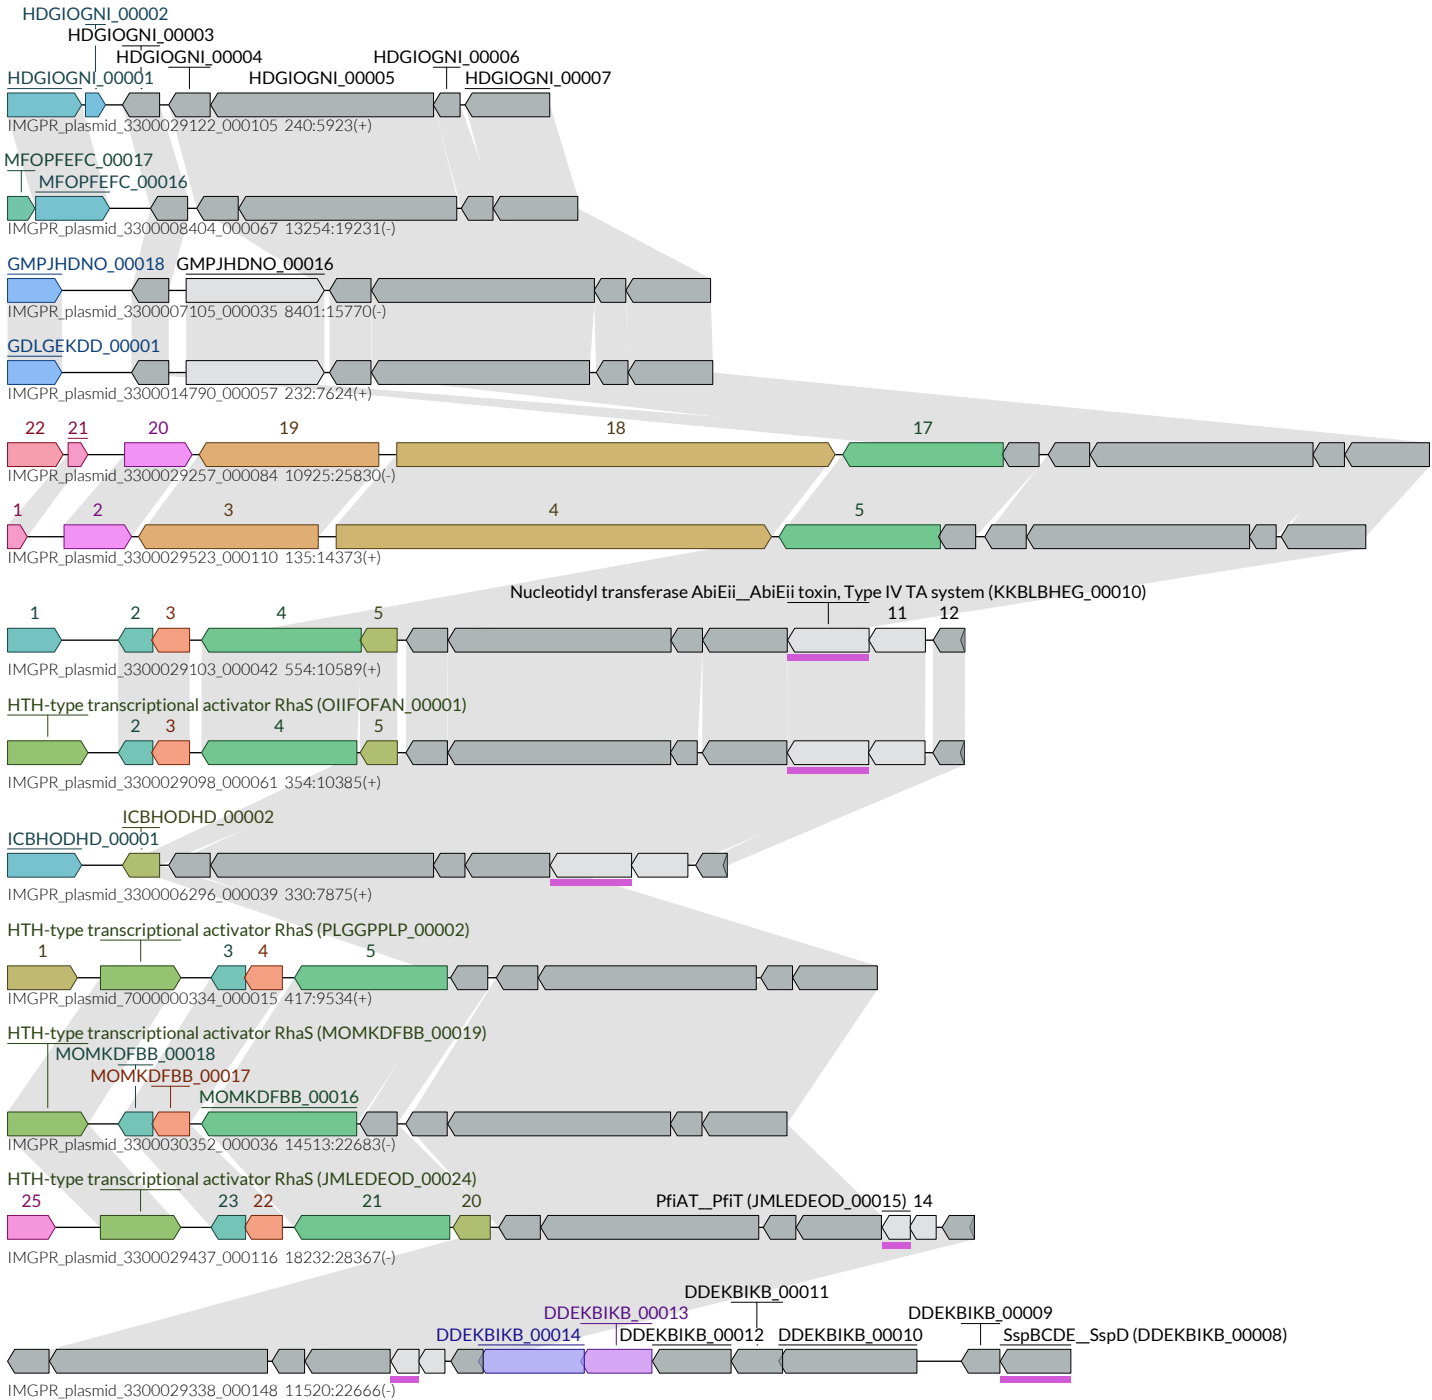 HDGIOGNI_00002
HDGIOGNI_00003
HDGIOGNI_00004 HDGIOGNI_00006
HDGIOGNI_00001 HDGIOGNI_00005 HDGIOGNI_00007
IMGPR_plasmid_3300029122_000105 240:5923(+)
MFOPFEFC_00017
MFOPFEFC_00016
IMGPR_plasmid_3300008404_000067 13254:19231(-)
GMPJHDNO_00018 GMPJHDNO_00016
IMGPR_plasmid_3300007105_000035 8401:15770(-)
GDLGEKDD_00001
IMGPR_plasmid_3300014790_000057 232:7624(+)
22 21 20 19 18 17
IMGPR_plasmid_3300029257_000084 10925:25830(-)
1 2 3 4 5
IMGPR_plasmid_3300029523_000110 135:14373(+)
Nucleotidyl transferase AbiEii__AbiEii toxin, Type IV TA system (KKBLBHEG_00010)
1 2 3 4 5 11 12
IMGPR_plasmid_3300029103_000042 554:10589(+)
HTH-type transcriptional activator RhaS (OIIFOFAN_00001)
2 3 4 5
IMGPR_plasmid_3300029098_000061 354:10385(+)
ICBHODHD_00002
ICBHODHD_00001
IMGPR_plasmid_3300006296_000039 330:7875(+)
HTH-type transcriptional activator RhaS (PLGGPPLP_00002)
1 3 4 5
IMGPR_plasmid_7000000334_000015 417:9534(+)
HTH-type transcriptional activator RhaS (MOMKDFBB_00019)
MOMKDFBB_00018
MOMKDFBB_00017
MOMKDFBB_00016
IMGPR_plasmid_3300030352_000036 14513:22683(-)
HTH-type transcriptional activator RhaS (JMLEDEOD_00024)
25 23 22 21 20 PfiAT__PfiT (JMLEDEOD_00015) 14
IMGPR_plasmid_3300029437_000116 18232:28367(-)
DDEKBIKB_00011
DDEKBIKB_00013 DDEKBIKB_00009
DDEKBIKB_00014 DDEKBIKB_00012 DDEKBIKB_00010 SspBCDE__SspD (DDEKBIKB_00008)
IMGPR_plasmid_3300029338_000148 11520:22666(-)